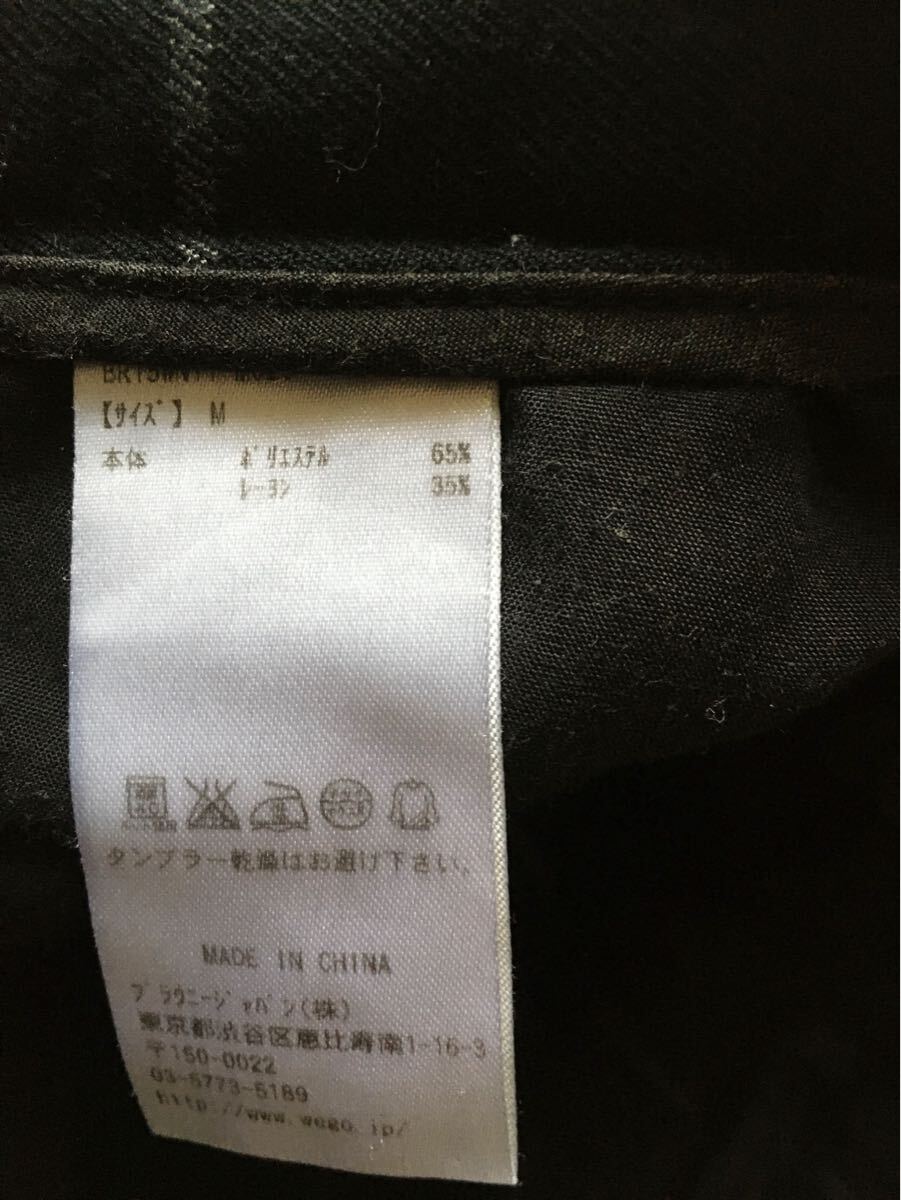 【ｻｲｽﾞ】 M
本体 ﾎﾟﾘｴｽﾃﾙ 65%
ﾚｰﾖﾝ 35%
タンブラー乾燥はお避け下さい。
MADE IN CHINA
ﾌﾞﾗｳﾆｰｼﾞｬﾊﾟﾝ(株)
東京都渋谷区恵比寿南1-16-3
〒150-0022
03-5773-5189
http://www.wego.jp/